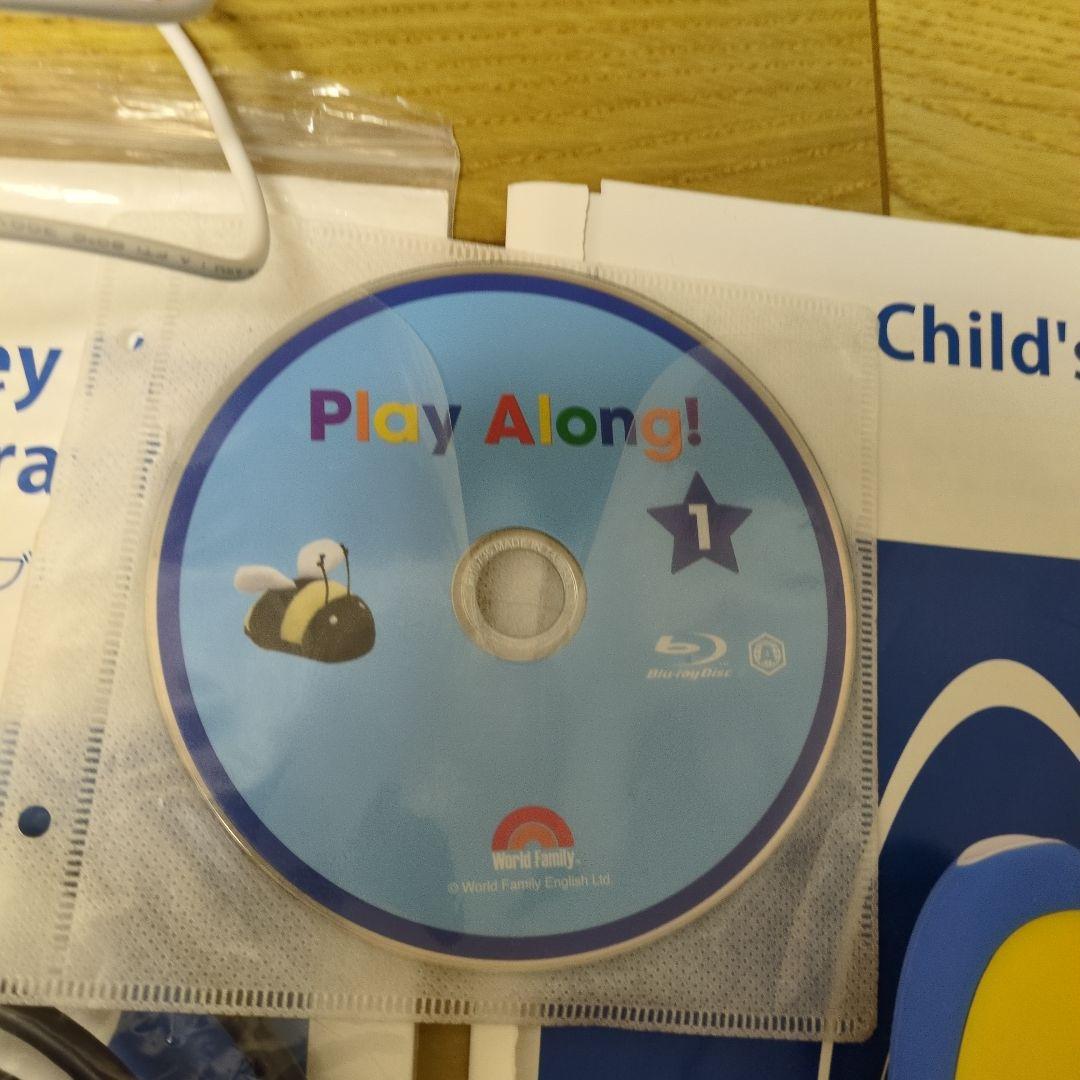 ey
ra
Child's
Play Along!
1
Blu-ray Disc
World Family
© World Family English Ltd.